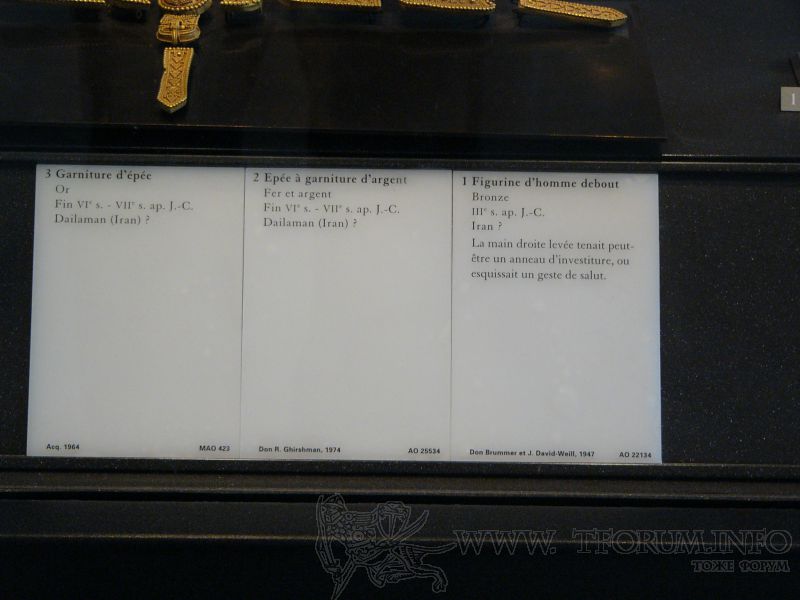 3 Garniture d'épée
Or
Fin VIᵉ s. - VIIᵉ s. ap. J.-C.
Dailaman (Iran) ?
Acq. 1964
MAO 423
2 Epée à garniture d'argent
Fer et argent
Fin VIᵉ s. - VIIᵉ s. ap. J.-C.
Dailaman (Iran) ?
Don R. Ghirshman, 1974
AO 25534
1 Figurine d'homme debout
Bronze
IIIᵉ s. ap. J.-C.
Iran ?
La main droite levée tenait peut-
être un anneau d'investiture, ou
esquissait un geste de salut.
Don Brummer et J. David-Weill, 1947
AO 22134
1
WWW. TFORUM.INFO
ТОЖЕ ФОРУМ